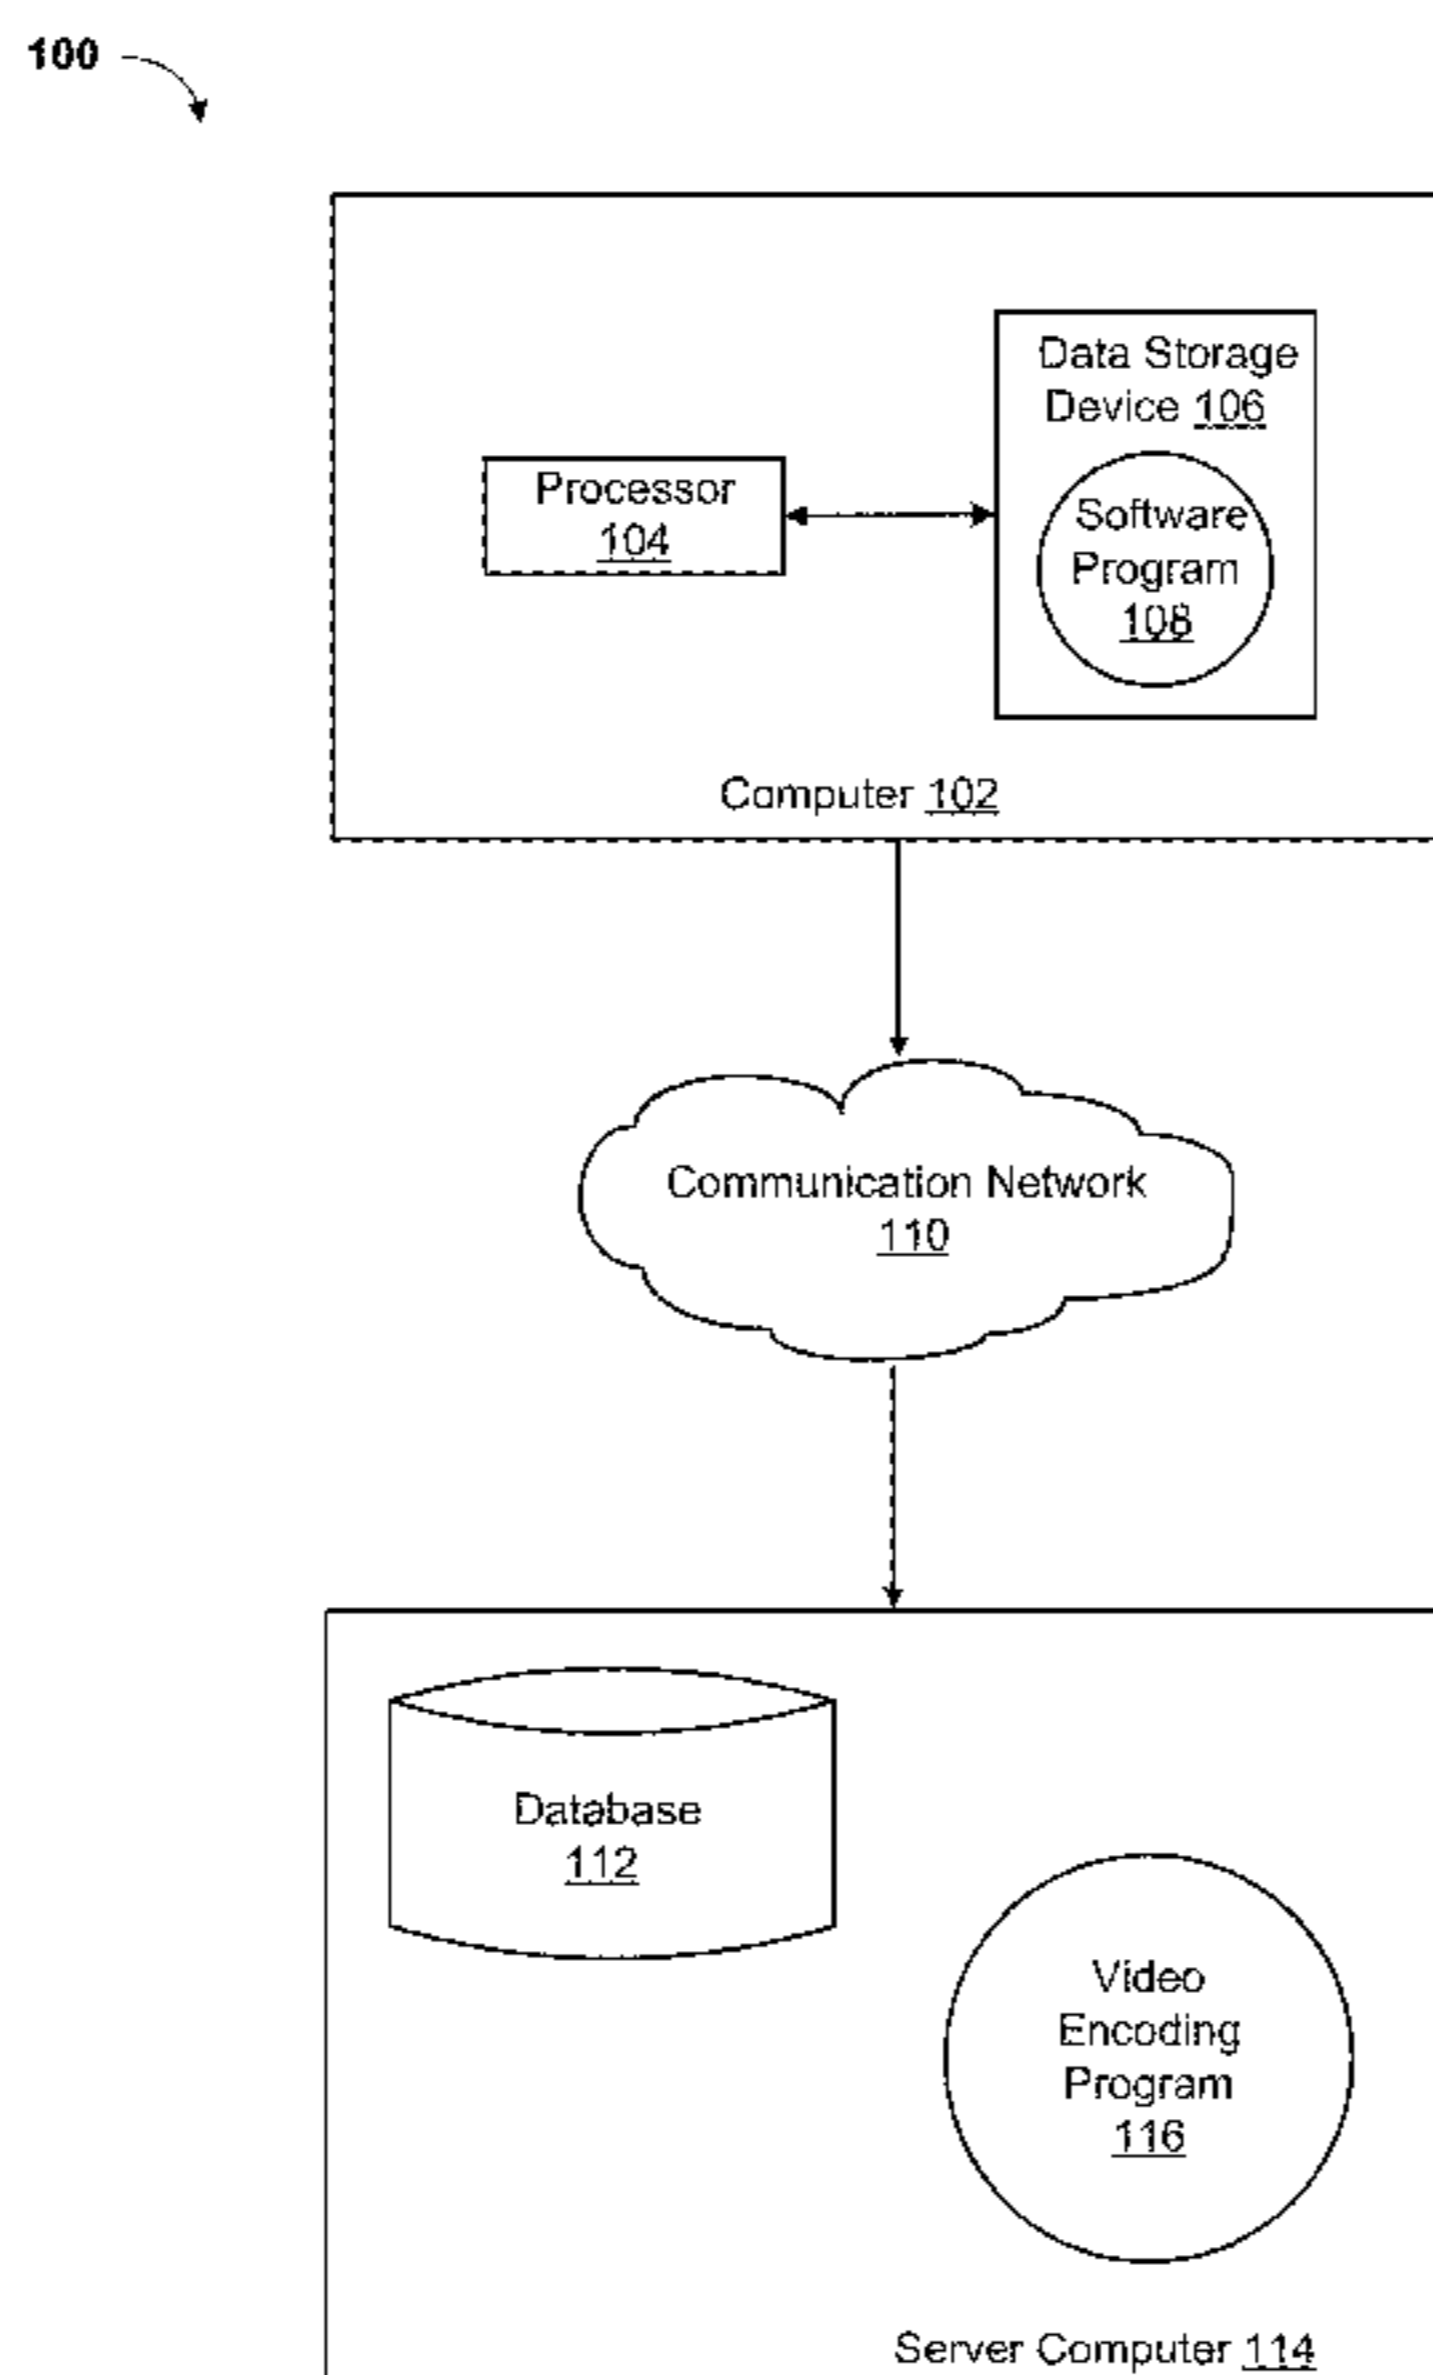 100
Data Storage
Device 106
Processor
104
Software
Program
108
Computer 102
Communication Network
110
Database
112
Video
Encoding
Program
116
Server Computer 114